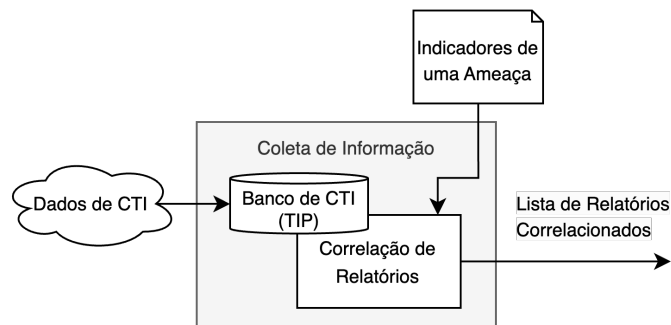 Indicadores de
uma Ameaça
Coleta de Informação
Dados de CTI
Banco de CTI
(TIP)
Correlação de
Relatórios
Lista de Relatórios
Correlacionados